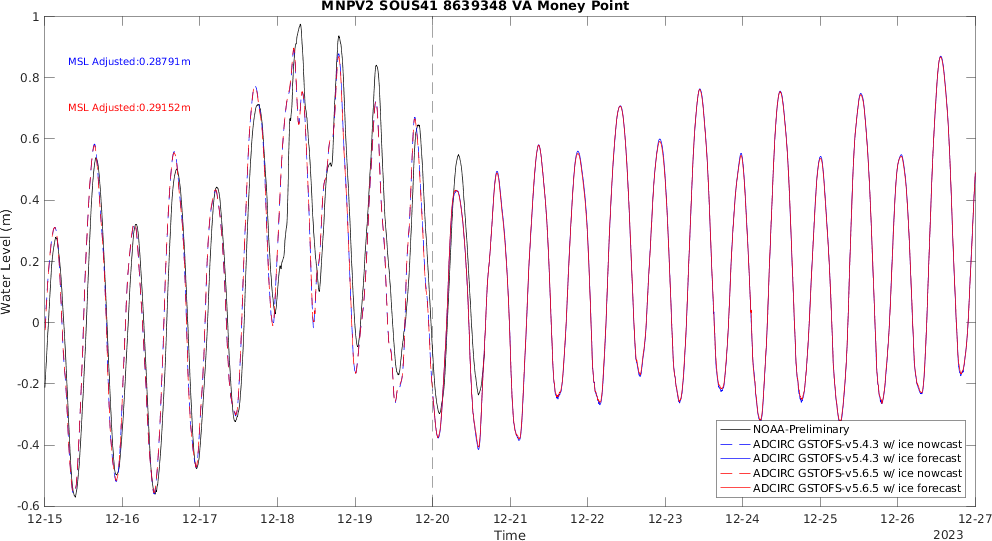 MNPV2 SOUS41 8639348 VA Money Point
MSL Adjusted:0.28791m
MSL Adjusted:0.29152m
Water Level (m)
1
0.8
0.6
0.4
0.2
0
-0.2
-0.4
-0.6
NOAA-Preliminary
ADCIRC GSTOFS-v5.4.3 w/ ice nowcast
ADCIRC GSTOFS-v5.4.3 w/ ice forecast
ADCIRC GSTOFS-v5.6.5 w/ ice nowcast
ADCIRC GSTOFS-v5.6.5 w/ ice forecast
12-15 12-16 12-17 12-18 12-19 12-20 12-21 12-22 12-23 12-24 12-25 12-26 12-27
Time
2023